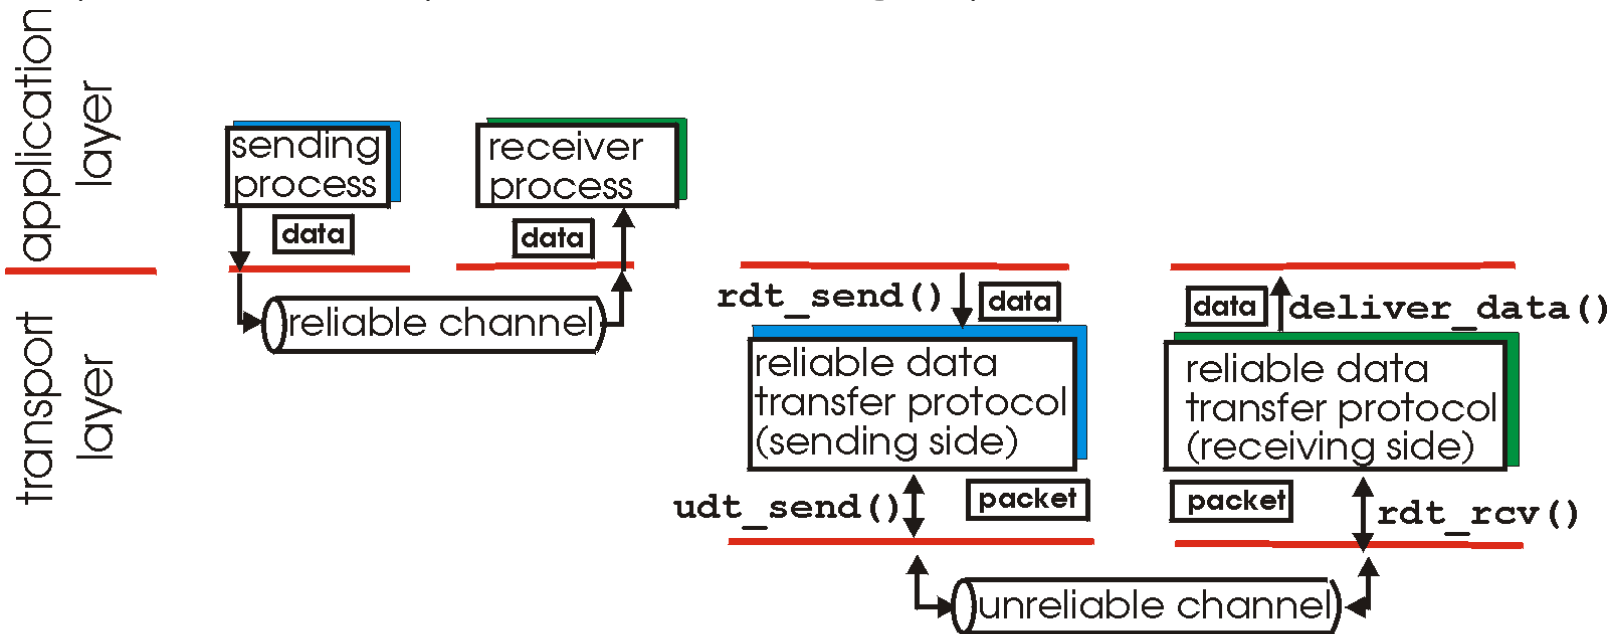 application
layer
transport
layer
sending
process
data
receiver
process
data
reliable channel
rdt_send()
data
reliable data
transfer protocol
(sending side)
udt_send()
packet
data
deliver_data()
reliable data
transfer protocol
(receiving side)
packet
rdt_rcv()
unreliable channel